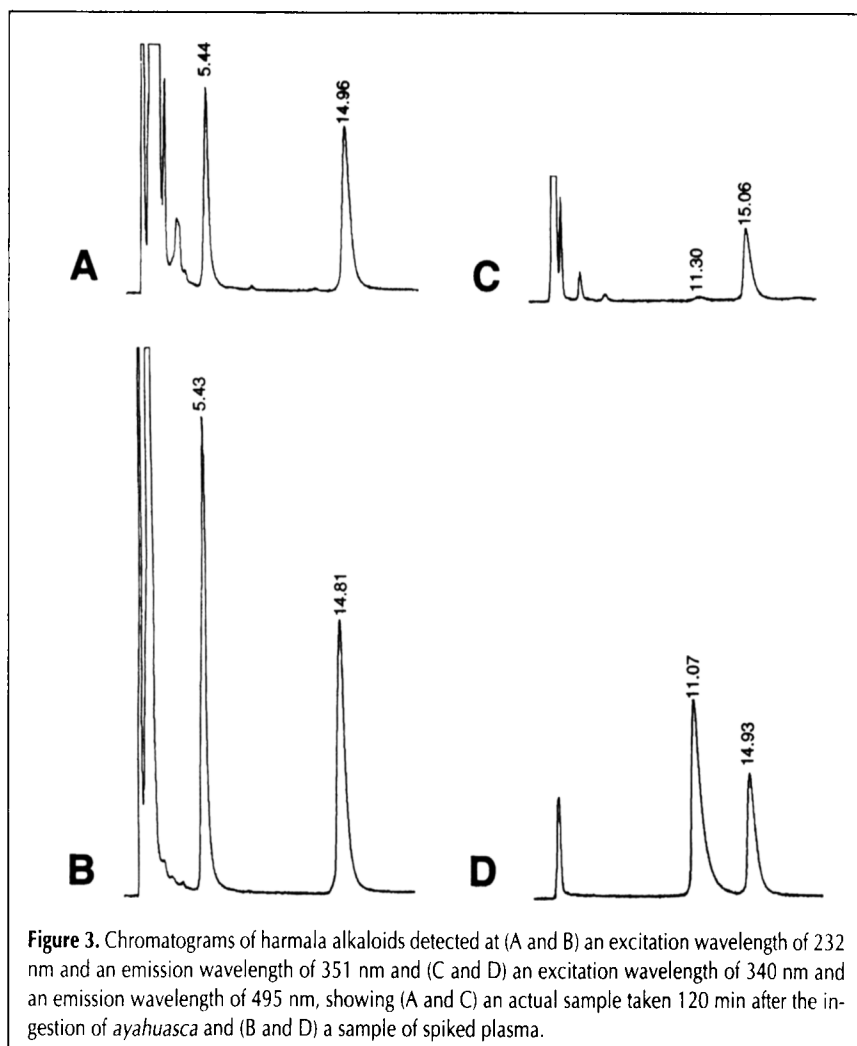 5.44
14.96
A
15.06
11.30
C
5.43
14.81
B
11.07
14.93
D
Figure 3. Chromatograms of harmala alkaloids detected at (A and B) an excitation wavelength of 232
nm and an emission wavelength of 351 nm and (C and D) an excitation wavelength of 340 nm and
an emission wavelength of 495 nm, showing (A and C) an actual sample taken 120 min after the in-
gestion of ayahuasca and (B and D) a sample of spiked plasma.